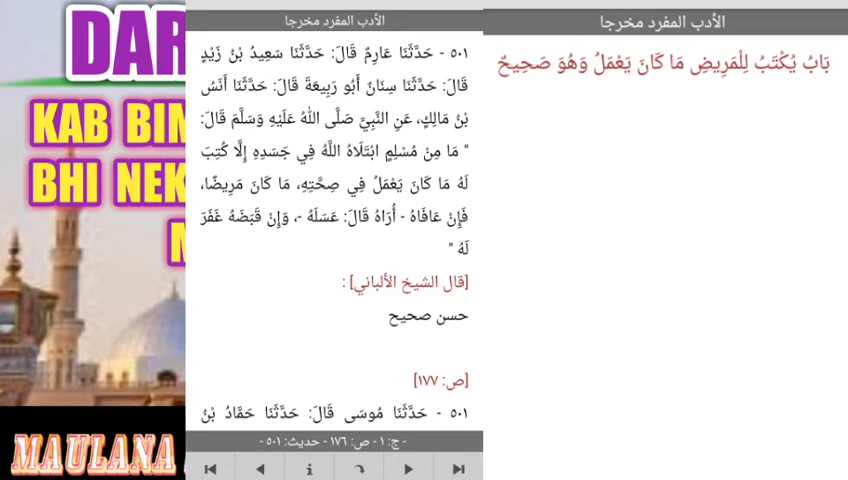 DAR
KAB BIM
BHI NEK
M
MAULANA
الأدب المفرد مخرجا
٥٠١ - حَدَّثَنَا عَارِمٌ قَالَ: حَدَّثَنَا سَعِيدُ بْنُ زَيْدٍ
قَالَ: حَدَّثَنَا سِنَانٌ أَبُو رَبِيعَةَ قَالَ: حَدَّثَنَا أَنَسُ
بْنُ مَالِكٍ، عَنِ النَّبِيِّ صَلَّى اللهُ عَلَيْهِ وَسَلَّمَ قَالَ:
" مَا مِنْ مُسْلِمٍ ابْتَلَاهُ اللَّهُ فِي جَسَدِهِ إِلَّا كُتِبَ
لَهُ مَا كَانَ يَعْمَلُ فِي صِحَّتِهِ، مَا كَانَ مَرِيضًا،
فَإِنْ عَافَاهُ - أُرَاهُ قَالَ: عَسَلَهُ -، وَإِنْ قَبَضَهُ غَفَرَ
لَهُ "
[قال الشيخ الألباني] :
حسن صحيح
[ص: ١٧٧]
٥٠١ - حَدَّثَنَا مُوسَى قَالَ: حَدَّثَنَا حَمَّادُ بْنُ
- ج: ١ - ص: ١٧٦ - حديث: ٥٠١ -
الأدب المفرد مخرجا
بَابُ يُكْتَبُ لِلْمَرِيضِ مَا كَانَ يَعْمَلُ وَهُوَ صَحِيحٌ